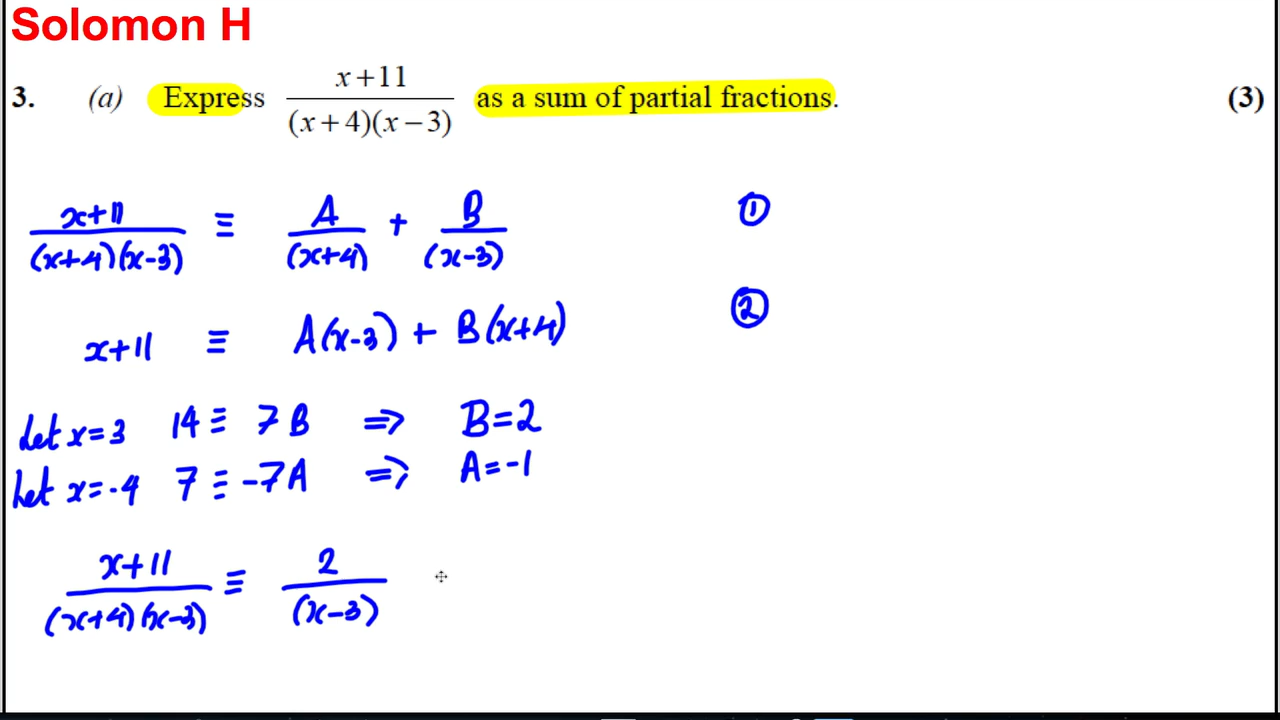 Solomon H
3. (a) Express x+11 / (x+4)(x−3) as a sum of partial fractions. (3)
x+11 / (x+4)(x−3) ≡ A / (x+4) + B / (x−3) ①
x+11 ≡ A(x−3) + B(x+4) ②
Let x=3 14 ≡ 7B ⇒ B=2
Let x=-4 7 ≡ -7A ⇒ A=-1
x+11 / (x+4)(x−3) ≡ 2 / (x−3)